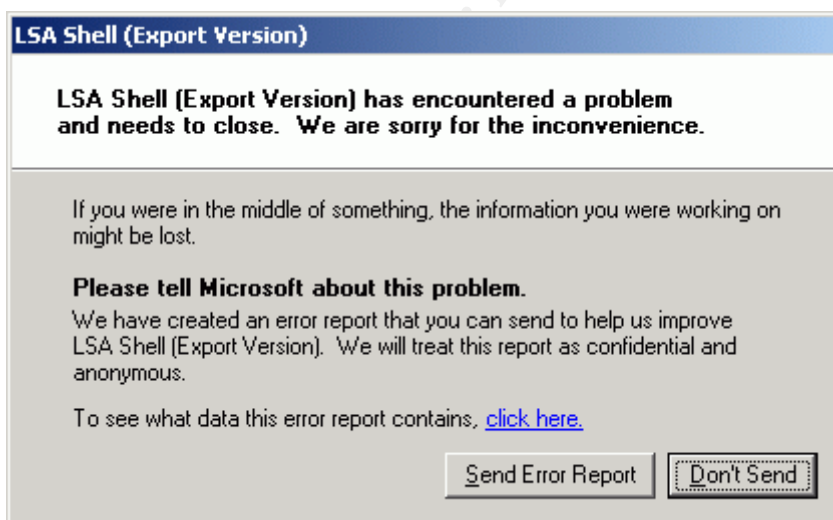 LSA Shell (Export Version)
LSA Shell (Export Version) has encountered a problem
and needs to close.  We are sorry for the inconvenience.
If you were in the middle of something, the information you were working on
might be lost.
Please tell Microsoft about this problem.
We have created an error report that you can send to help us improve
LSA Shell (Export Version).  We will treat this report as confidential and
anonymous.
To see what data this error report contains, click here.
Send Error Report
Don't Send